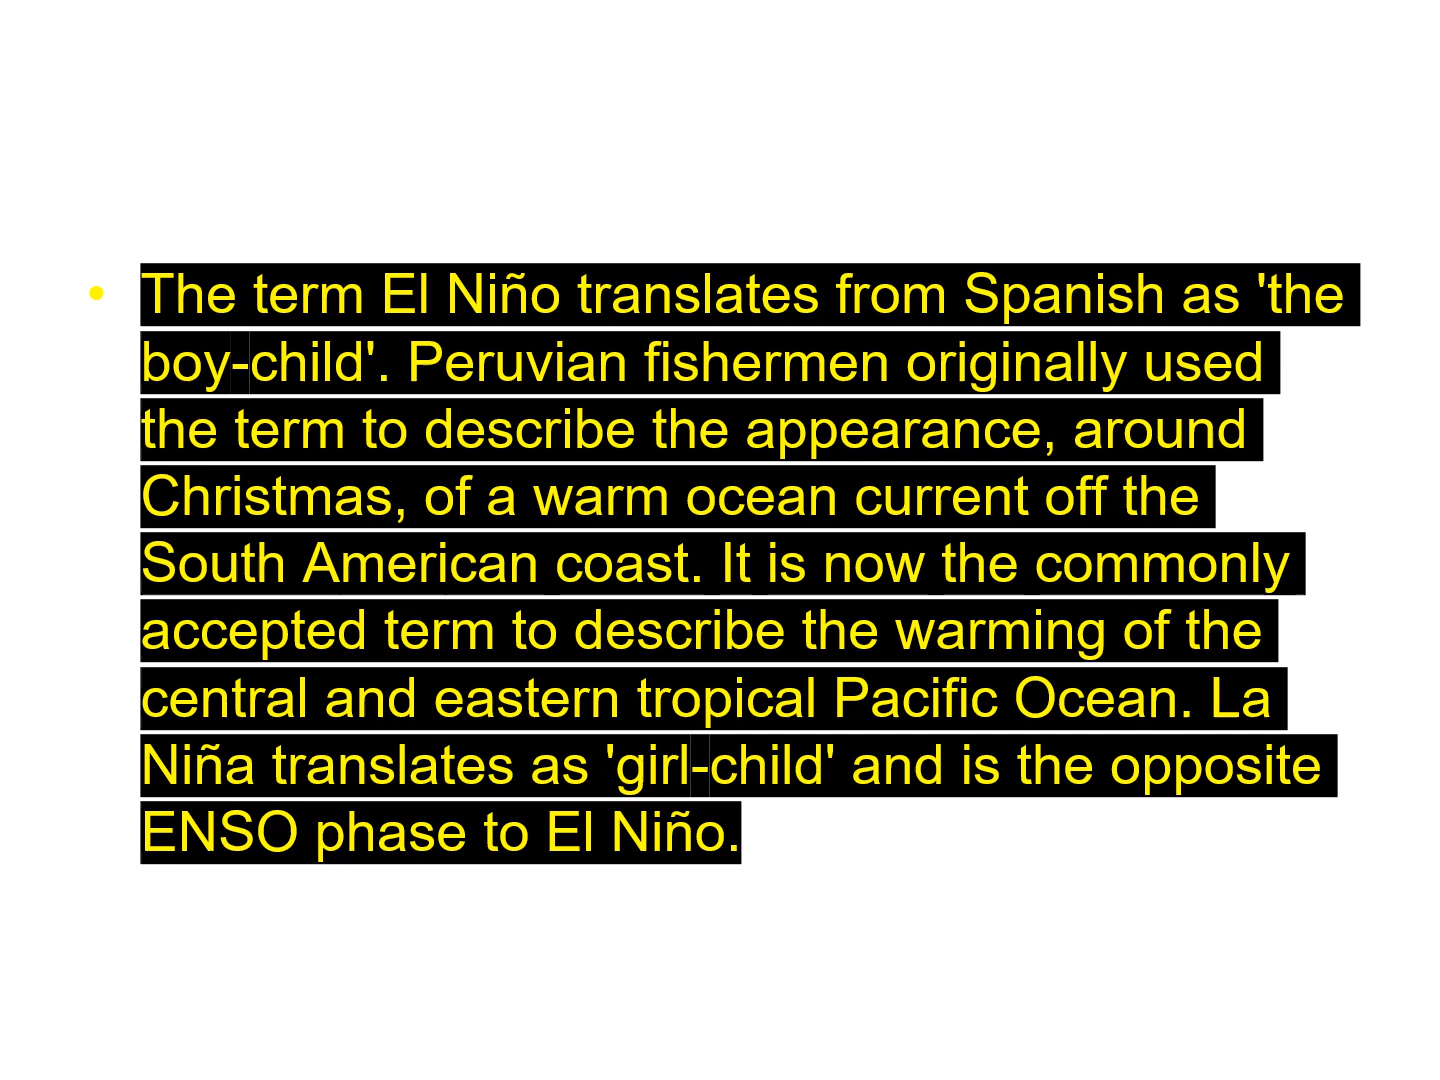 • The term El Niño translates from Spanish as 'the
boy-child'. Peruvian fishermen originally used
the term to describe the appearance, around
Christmas, of a warm ocean current off the
South American coast. It is now the commonly
accepted term to describe the warming of the
central and eastern tropical Pacific Ocean. La
Niña translates as 'girl-child' and is the opposite
ENSO phase to El Niño.